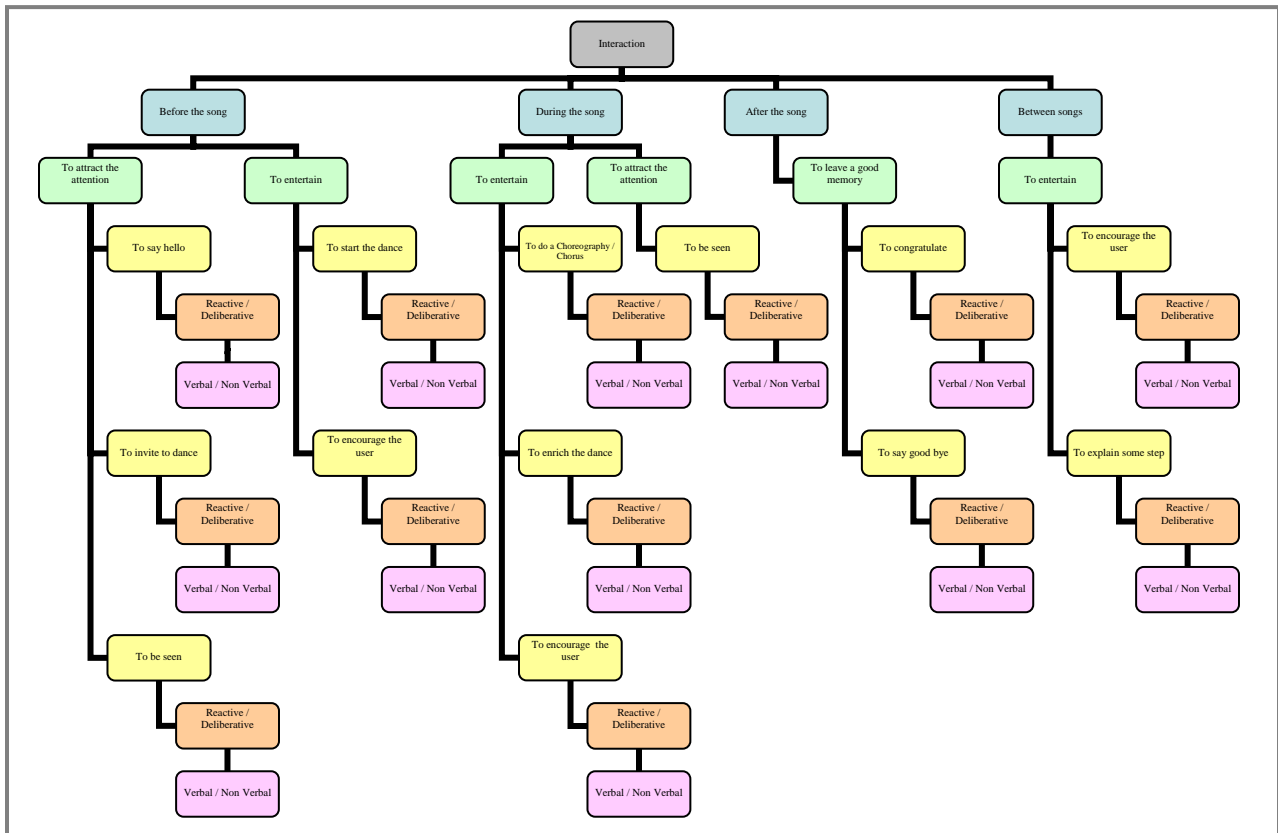 Interaction
Before the song
During the song
After the song
Between songs
To attract the
attention
To entertain
To entertain
To attract the
attention
To leave a good
memory
To entertain
To say hello
To start the dance
To do a Choreography /
Chorus
To be seen
To congratulate
To encourage the
user
Reactive /
Deliberative
Reactive /
Deliberative
Reactive /
Deliberative
Reactive /
Deliberative
Reactive /
Deliberative
Reactive /
Deliberative
Verbal / Non Verbal
Verbal / Non Verbal
Verbal / Non Verbal
Verbal / Non Verbal
Verbal / Non Verbal
Verbal / Non Verbal
To invite to dance
To encourage the
user
To enrich the dance
To say good bye
To explain some step
Reactive /
Deliberative
Reactive /
Deliberative
Reactive /
Deliberative
Reactive /
Deliberative
Reactive /
Deliberative
Verbal / Non Verbal
Verbal / Non Verbal
Verbal / Non Verbal
Verbal / Non Verbal
Verbal / Non Verbal
To be seen
To encourage the
user
Reactive /
Deliberative
Reactive /
Deliberative
Verbal / Non Verbal
Verbal / Non Verbal